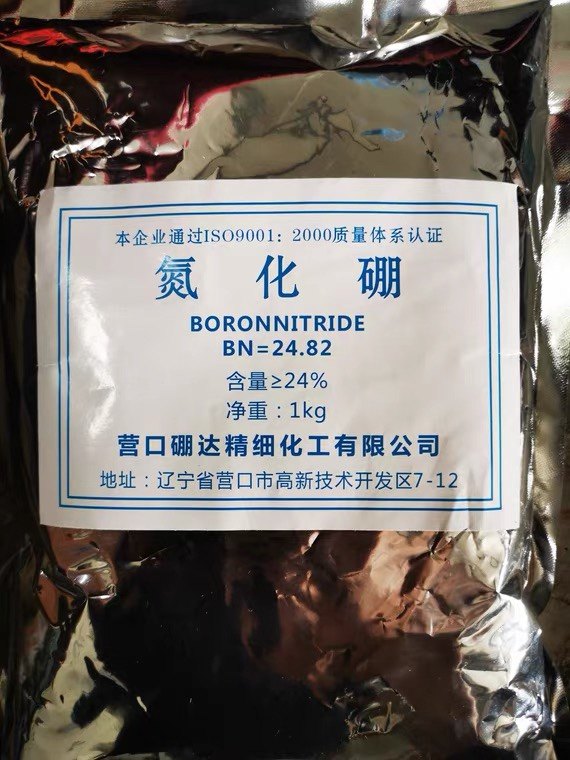 本企业通过ISO9001：2000质量体系认证
氮化硼
BORONNITRIDE
BN=24.82
含量≥24%
净重：1kg
营口硼达精细化工有限公司
地址：辽宁省营口市高新技术开发区7-12